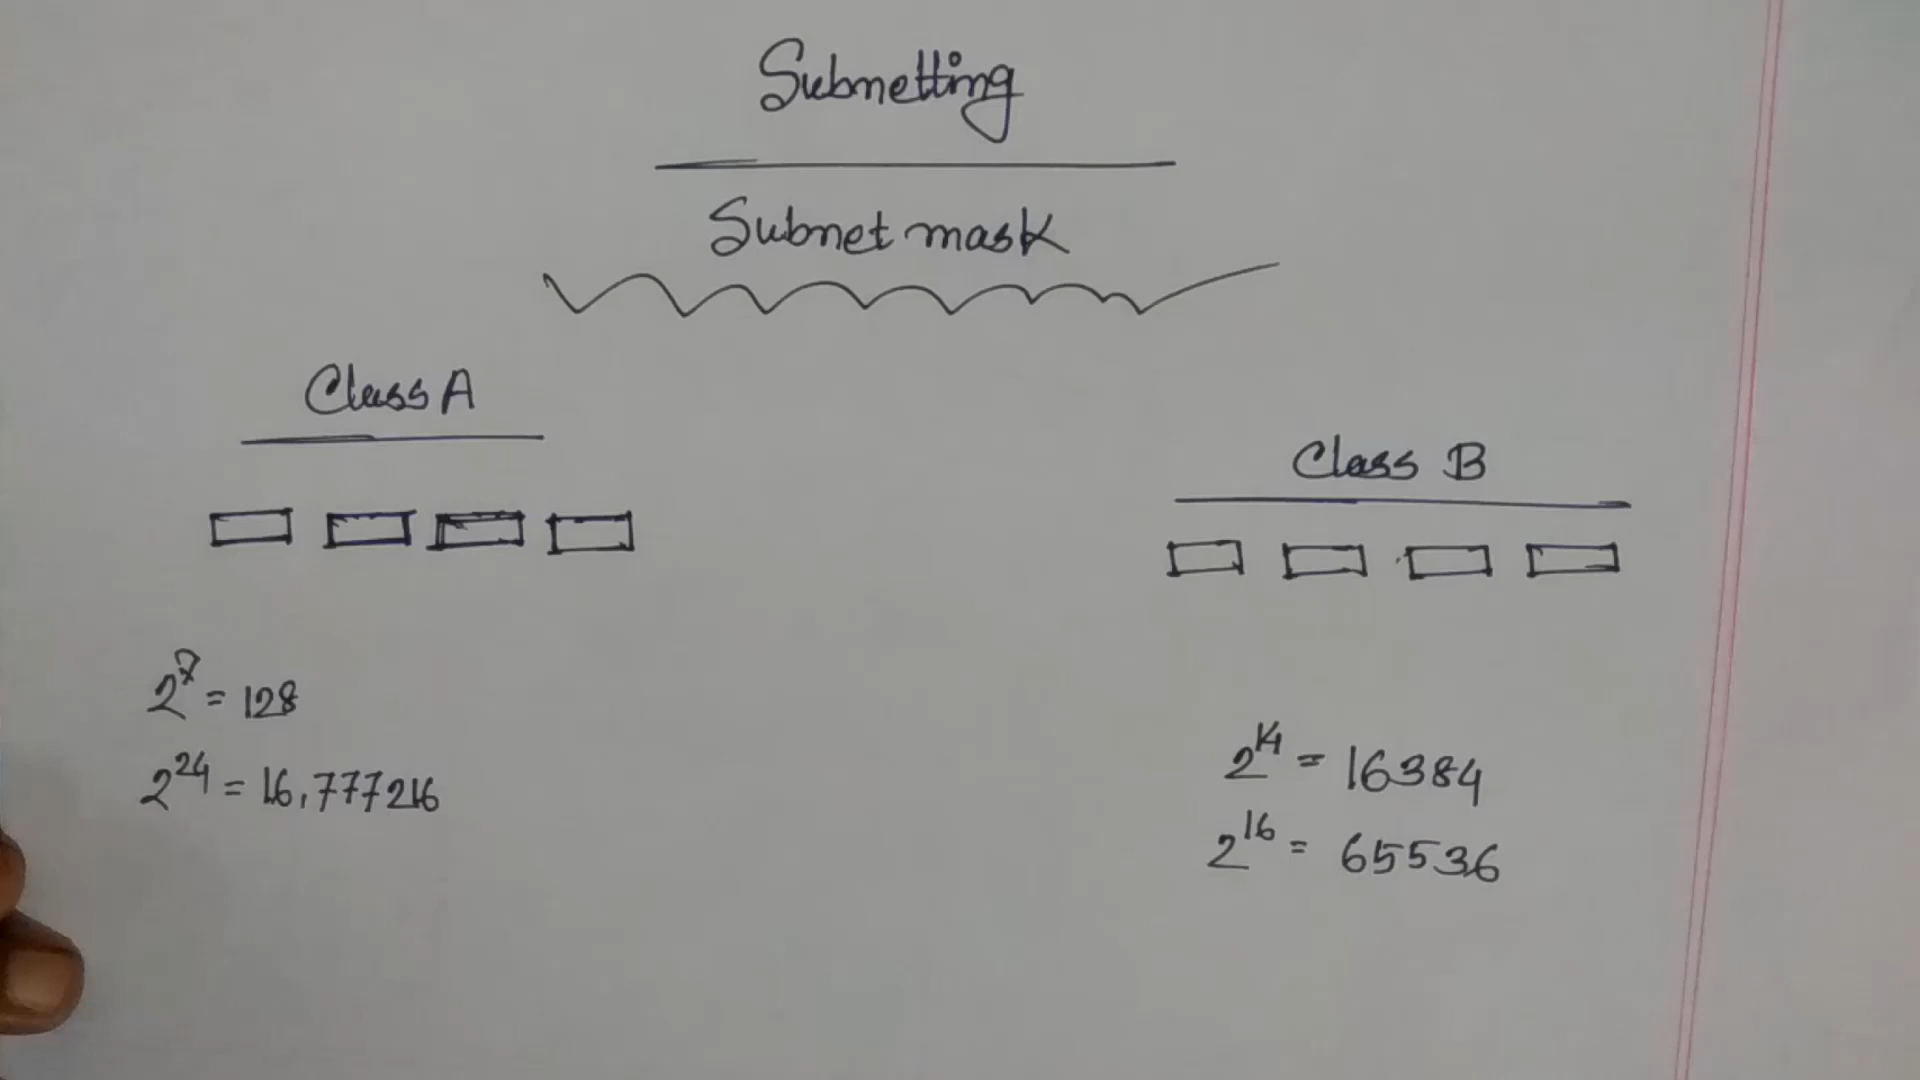 Subnetting
Subnet mask
Class A
2^7 = 128
2^24 = 16,777216
Class B
2^14 = 16384
2^16 = 65536